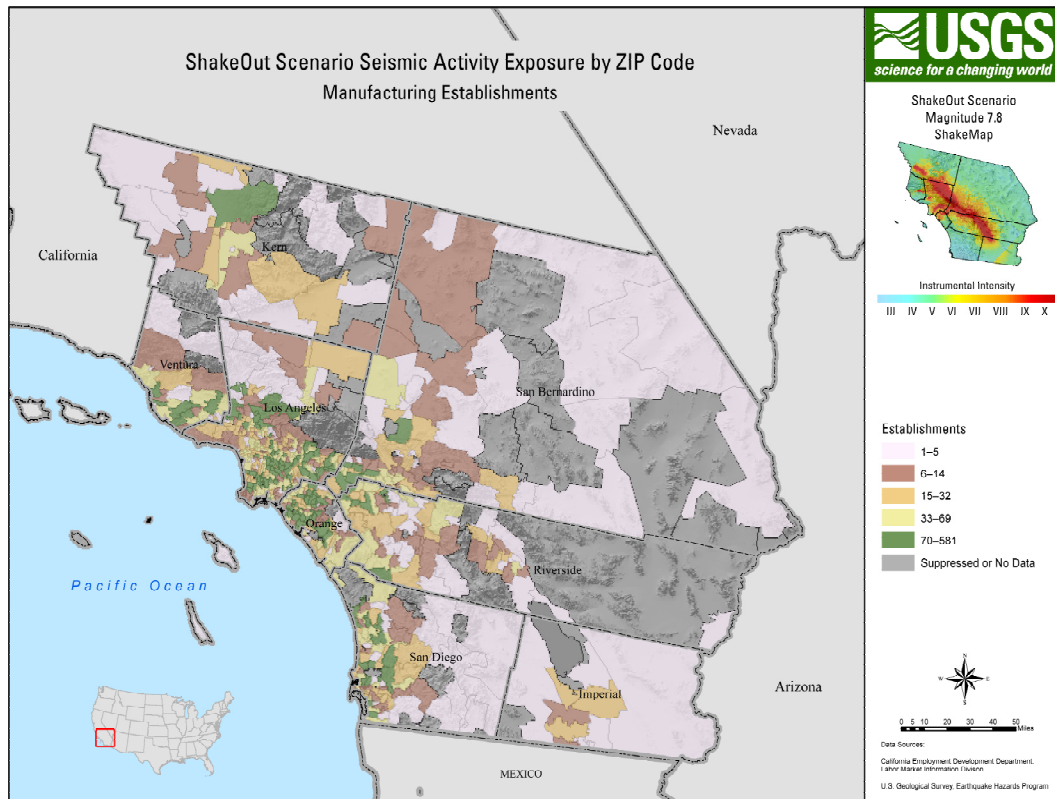 ShakeOut Scenario Seismic Activity Exposure by ZIP Code
Manufacturing Establishments
USGS
science for a changing world
ShakeOut Scenario
Magnitude 7.8
ShakeMap
Instrumental Intensity
III IV V VI VII VIII IX X
Nevada
California
Kern
Ventura
Los Angeles
San Bernardino
Orange
Riverside
San Diego
Imperial
Pacific Ocean
Arizona
MEXICO
Establishments
1–5
6–14
15–32
33–69
70–581
Suppressed or No Data
N
W E
S
0 5 10 20 30 40 50
Miles
Data Sources:
California Employment Development Department,
Labor Market Information Division
U.S. Geological Survey, Earthquake Hazards Program